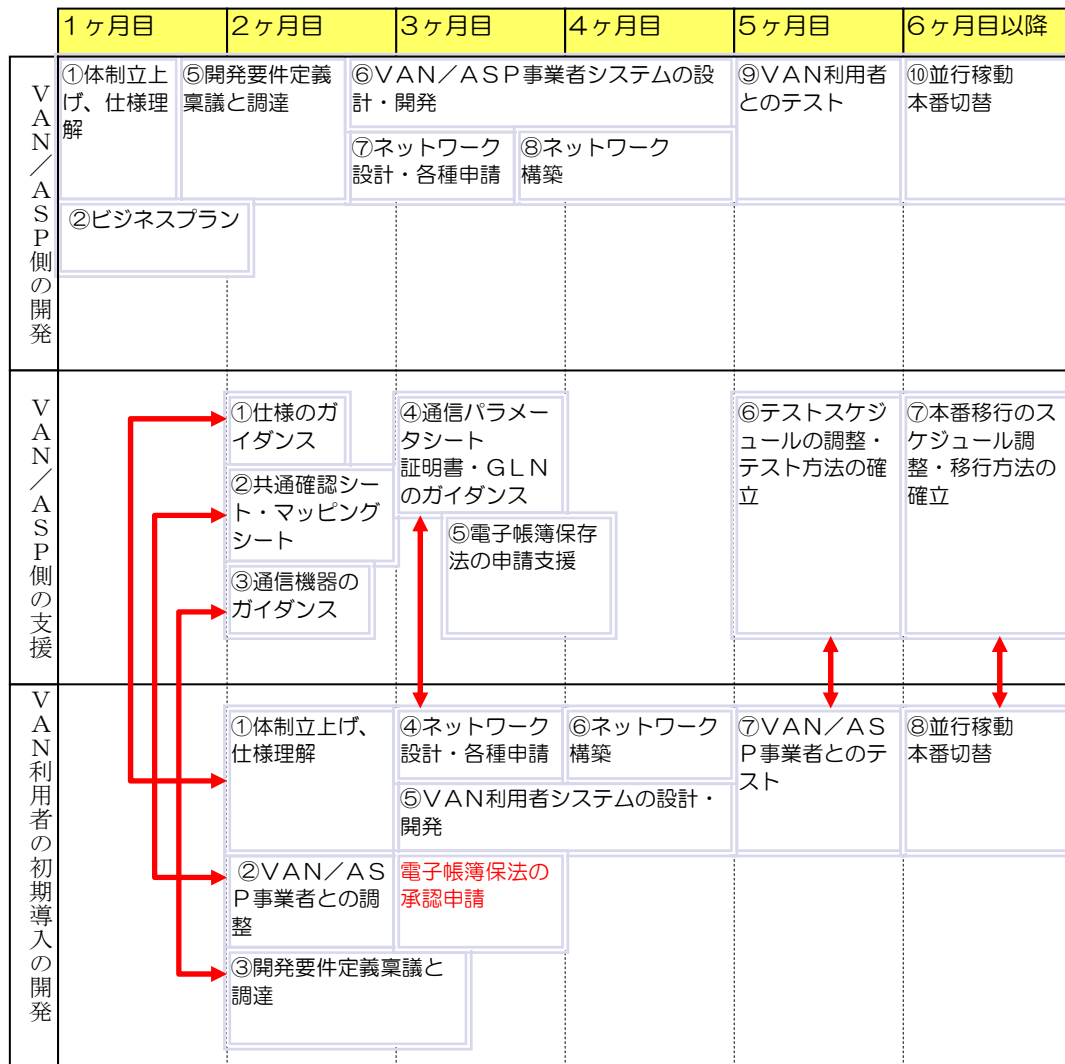 １ヶ月目
２ヶ月目
３ヶ月目
４ヶ月目
５ヶ月目
６ヶ月目以降
ＶＡＮ／ＡＳＰ側の開発
①体制立上
げ、仕様理
解
⑤開発要件定義
稟議と調達
⑥ＶＡＮ／ＡＳＰ事業者システムの設
計・開発
⑨ＶＡＮ利用者
とのテスト
⑩並行稼動
本番切替
⑦ネットワーク
設計・各種申請
⑧ネットワーク
構築
②ビジネスプラン
ＶＡＮ／ＡＳＰ側の支援
①仕様のガ
イダンス
②共通確認シー
ト・マッピング
シート
③通信機器の
ガイダンス
④通信パラメー
タシート
証明書・ＧＬＮ
のガイダンス
⑤電子帳簿保存
法の申請支援
⑥テストスケジ
ュールの調整・
テスト方法の確
立
⑦本番移行のス
ケジュール調
整・移行方法の
確立
ＶＡＮ利用者の初期導入の開発
①体制立上げ、
仕様理解
④ネットワーク
設計・各種申請
⑥ネットワーク
構築
⑦ＶＡＮ／ＡＳ
Ｐ事業者とのテ
スト
⑧並行稼動
本番切替
⑤ＶＡＮ利用者システムの設計・
開発
②ＶＡＮ／ＡＳ
Ｐ事業者との調
整
電子帳簿保法の
承認申請
③開発要件定義稟議と
調達